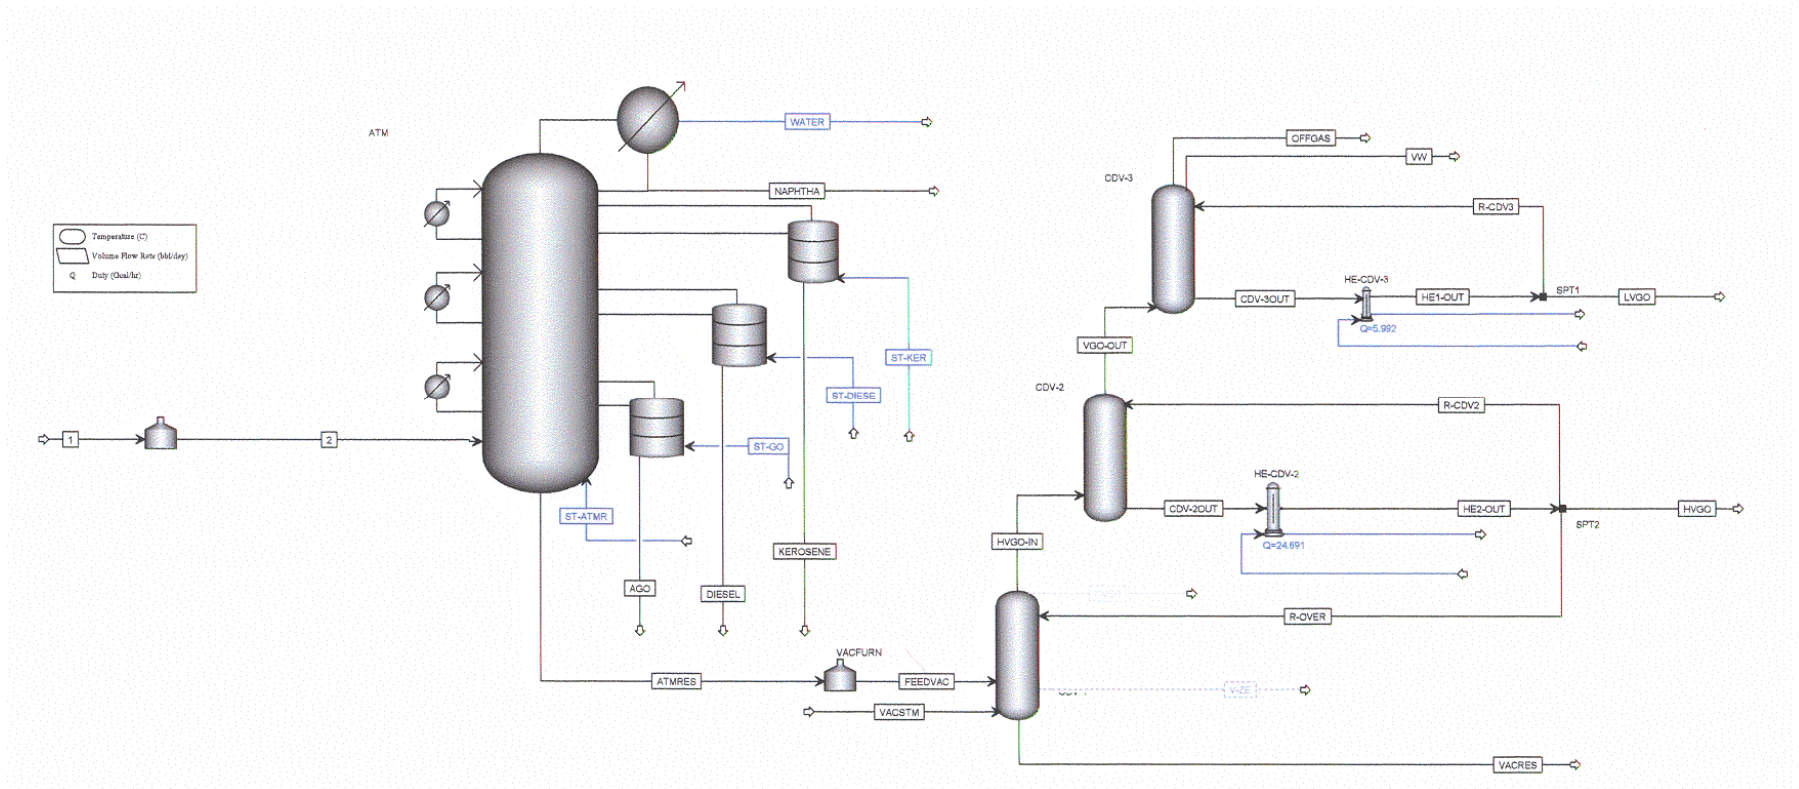 ATM
WATER
NAPHTHA
Temperature (C)
Volume Flow Rate (bbl/day)
Q Duty (Gcal/hr)
1
2
ST-KER
ST-DIESE
ST-GO
ST-ATMR
KEROSENE
AGO
DIESEL
VACFURN
ATMRES
FEEDVAC
VACSTM
OFFGAS
VW
CDV-3
R-CDV3
HE-CDV-3
CDV-3OUT
HE1-OUT
SPT1
LVGO
Q=5.992
VGO-OUT
CDV-2
R-CDV2
HE-CDV-2
CDV-2OUT
HE2-OUT
HVGO
SPT2
HVGO-IN
Q=24.691
R-OVER
V-ZE
VACRES